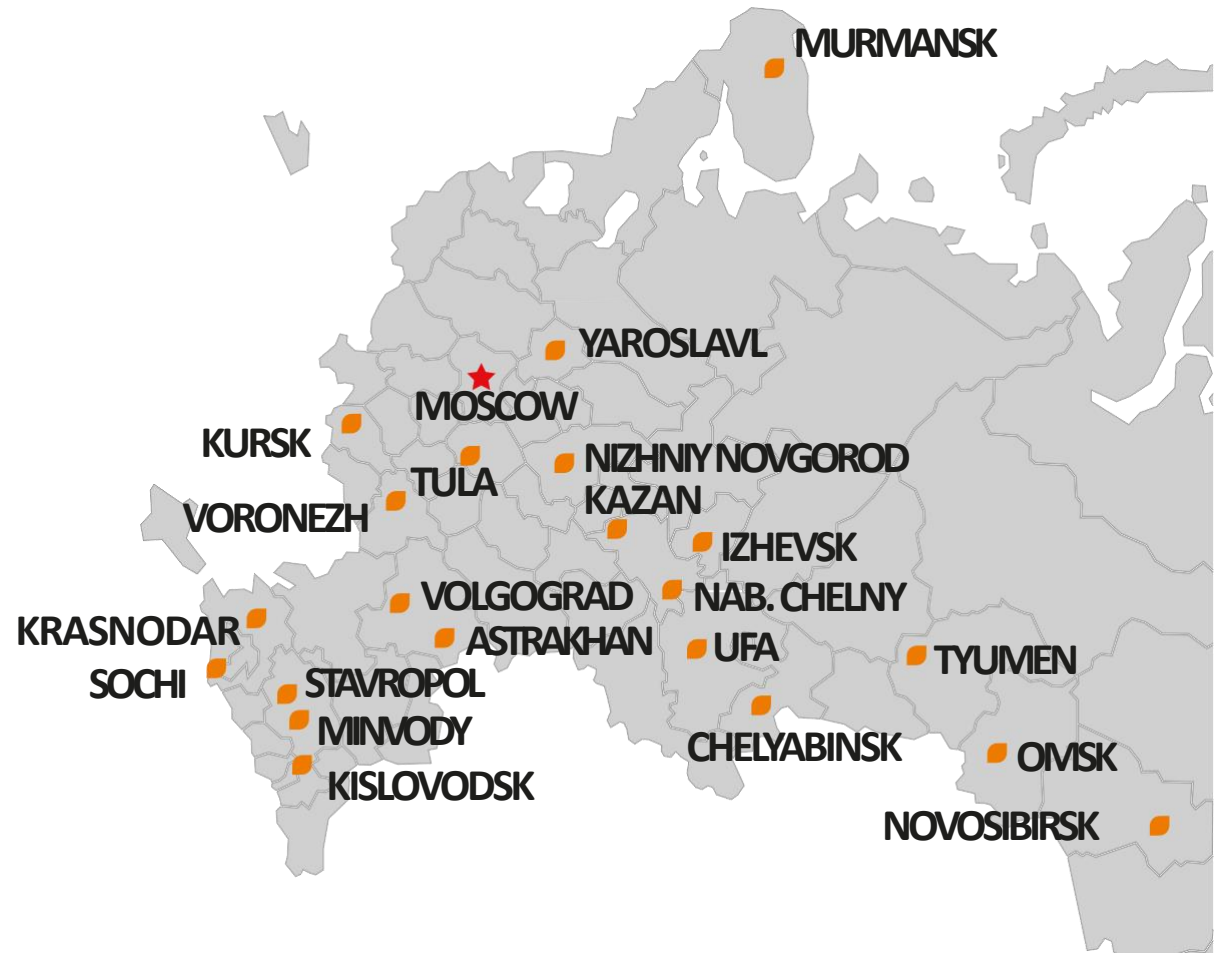 MURMANSK
YAROSLAVL
MOSCOW
KURSK
NIZHNIY NOVGOROD
TULA
KAZAN
VORONEZH
IZHEVSK
VOLGOGRAD
NAB. CHELNY
KRASNODAR
ASTRAKHAN
UFA
TYUMEN
SOCHI
STAVROPOL
MINVODY
CHELYABINSK
OMSK
KISLOVODSK
NOVOSIBIRSK